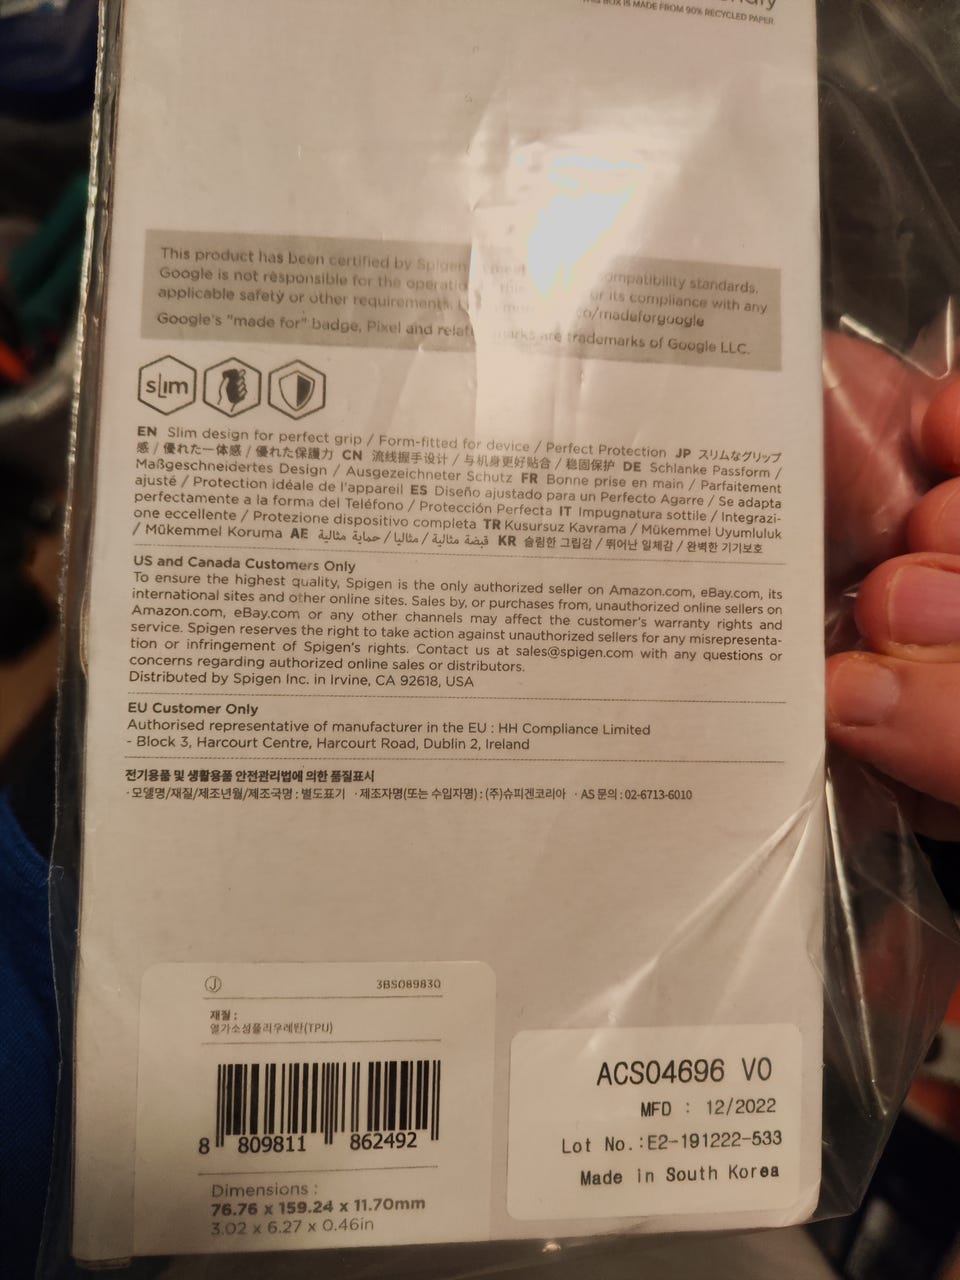 THIS BOX IS MADE FROM 90% RECYCLED PAPER
This product has been certified by Spigen compatibility standards.
Google is not responsible for the operation or its compliance with any
applicable safety or other requirements. co/madeforgoogle
Google's "made for" badge, Pixel and related marks are trademarks of Google LLC.
slim
EN Slim design for perfect grip / Form-fitted for device / Perfect Protection JP スリムなグリップ
感 / 優れた一体感 / 優れた保護力 CN 流线握手设计 / 与机身更好贴合 / 稳固保护 DE Schlanke Passform /
Maßgeschneidertes Design / Ausgezeichneter Schutz FR Bonne prise en main / Parfaitement
ajusté / Protection idéale de l'appareil ES Diseño ajustado para un Perfecto Agarre / Se adapta
perfectamente a la forma del Teléfono / Protección Perfecta IT Impugnatura sottile / Integrazi-
one eccellente / Protezione dispositivo completa TR Kusursuz Kavrama / Mükemmel Uyumluluk
/ Mükemmel Koruma AE قبضة مثالية / مثاليا / حماية مثالية KR 슬림한 그립감 / 뛰어난 일체감 / 완벽한 기기보호
US and Canada Customers Only
To ensure the highest quality, Spigen is the only authorized seller on Amazon.com, eBay.com, its
international sites and other online sites. Sales by, or purchases from, unauthorized online sellers on
Amazon.com, eBay.com or any other channels may affect the customer's warranty rights and
service. Spigen reserves the right to take action against unauthorized sellers for any misrepresenta-
tion or infringement of Spigen's rights. Contact us at sales@spigen.com with any questions or
concerns regarding authorized online sales or distributors.
Distributed by Spigen Inc. in Irvine, CA 92618, USA
EU Customer Only
Authorised representative of manufacturer in the EU : HH Compliance Limited
- Block 3, Harcourt Centre, Harcourt Road, Dublin 2, Ireland
전기용품 및 생활용품 안전관리법에 의한 품질표시
·모델명/재질/제조년월/제조국명 : 별도표기 ·제조자명(또는 수입자명) : (주)슈피겐코리아 ·AS 문의 : 02-6713-6010
J 3BS089830
재질 :
열가소성폴리우레탄(TPU)
8 809811 862492
Dimensions :
76.76 x 159.24 x 11.70mm
3.02 x 6.27 x 0.46in
ACS04696 V0
MFD : 12/2022
Lot No.:E2-191222-533
Made in South Korea